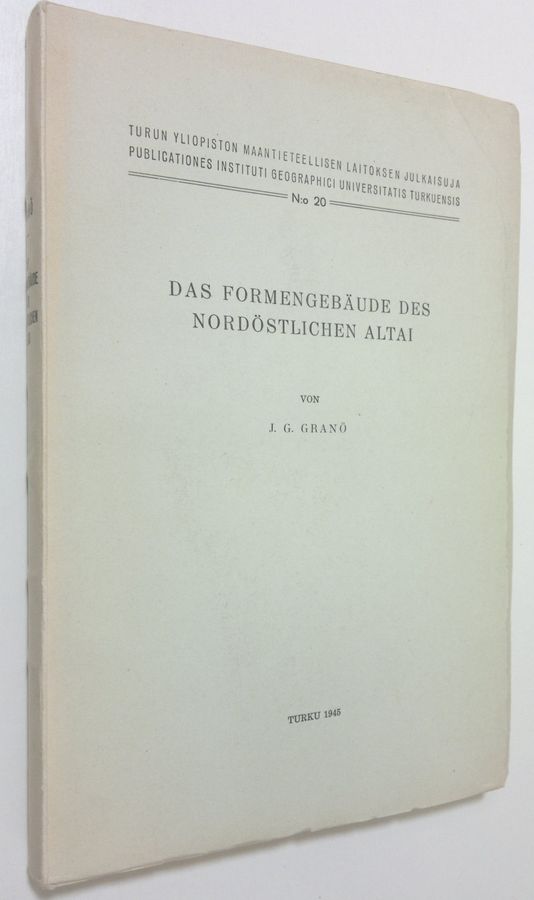 TURUN YLIOPISTON MAANTIETEELLISEN LAITOKSEN JULKAISUJA
PUBLICATIONES INSTITUTI GEOGRAPHICI UNIVERSITATIS TURKUENSIS
N:o 20
DAS FORMENGEBÄUDE DES
NORDÖSTLICHEN ALTAI
VON
J. G. GRANÖ
TURKU 1945